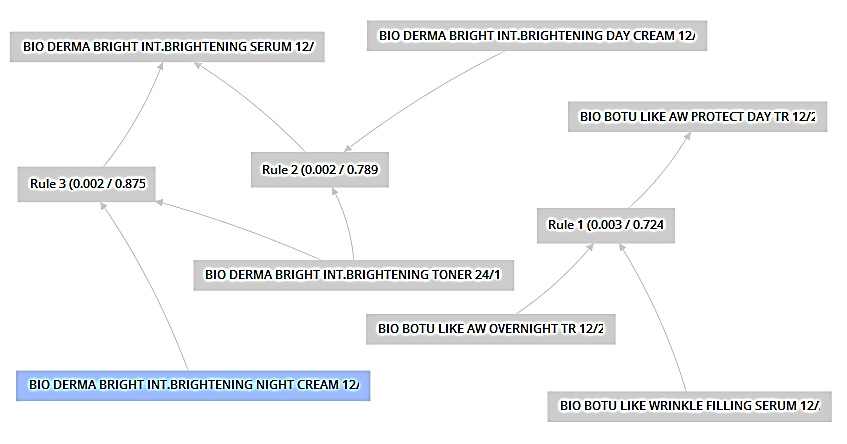 BIO DERMA BRIGHT INT.BRIGHTENING SERUM 12/
BIO DERMA BRIGHT INT.BRIGHTENING DAY CREAM 12/
BIO BOTU LIKE AW PROTECT DAY TR 12/2
Rule 2 (0.002 / 0.789
Rule 3 (0.002 / 0.875
Rule 1 (0.003 / 0.724
BIO DERMA BRIGHT INT.BRIGHTENING TONER 24/1
BIO BOTU LIKE AW OVERNIGHT TR 12/2
BIO DERMA BRIGHT INT.BRIGHTENING NIGHT CREAM 12/
BIO BOTU LIKE WRINKLE FILLING SERUM 12/